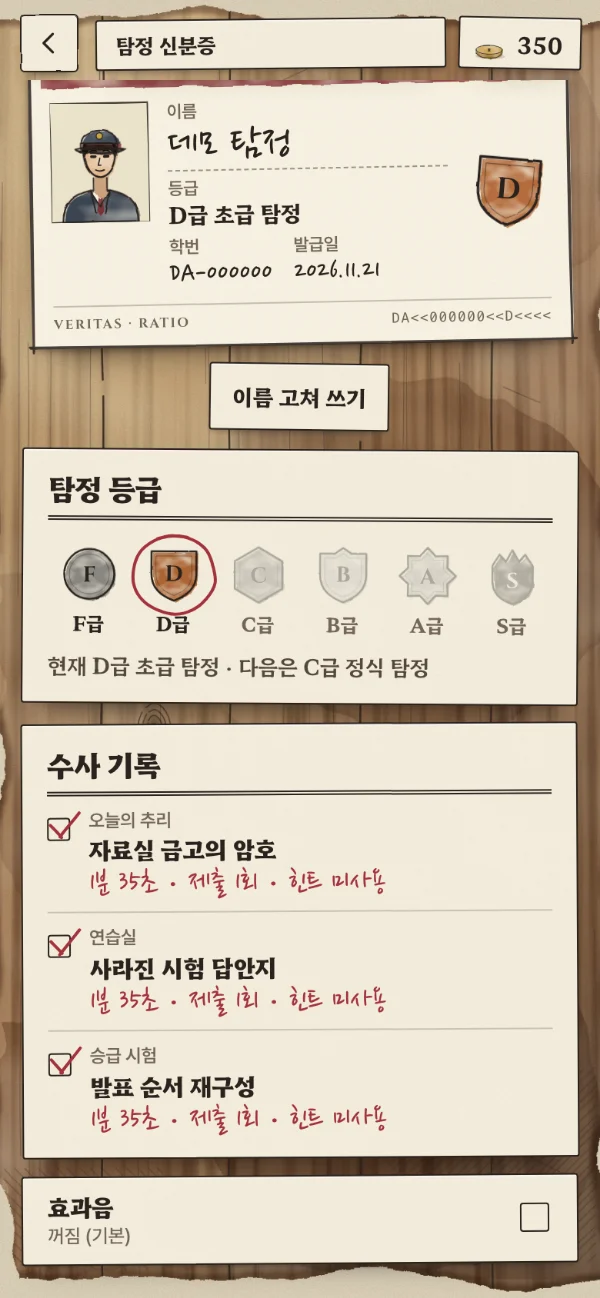 탐정 신분증
350
이름
데모 탐정
등급
D급 초급 탐정
D
학번 발급일
DA-000000 2026.11.21
VERITAS · RATIO
DA<<000000<<D<<<<
이름 고쳐 쓰기
탐정 등급
F D C B A S
F급 D급 C급 B급 A급 S급
현재 D급 초급 탐정 · 다음은 C급 정식 탐정
수사 기록
오늘의 추리
자료실 금고의 암호
1분 35초 · 제출 1회 · 힌트 미사용
연습실
사라진 시험 답안지
1분 35초 · 제출 1회 · 힌트 미사용
승급 시험
발표 순서 재구성
1분 35초 · 제출 1회 · 힌트 미사용
효과음
꺼짐 (기본)